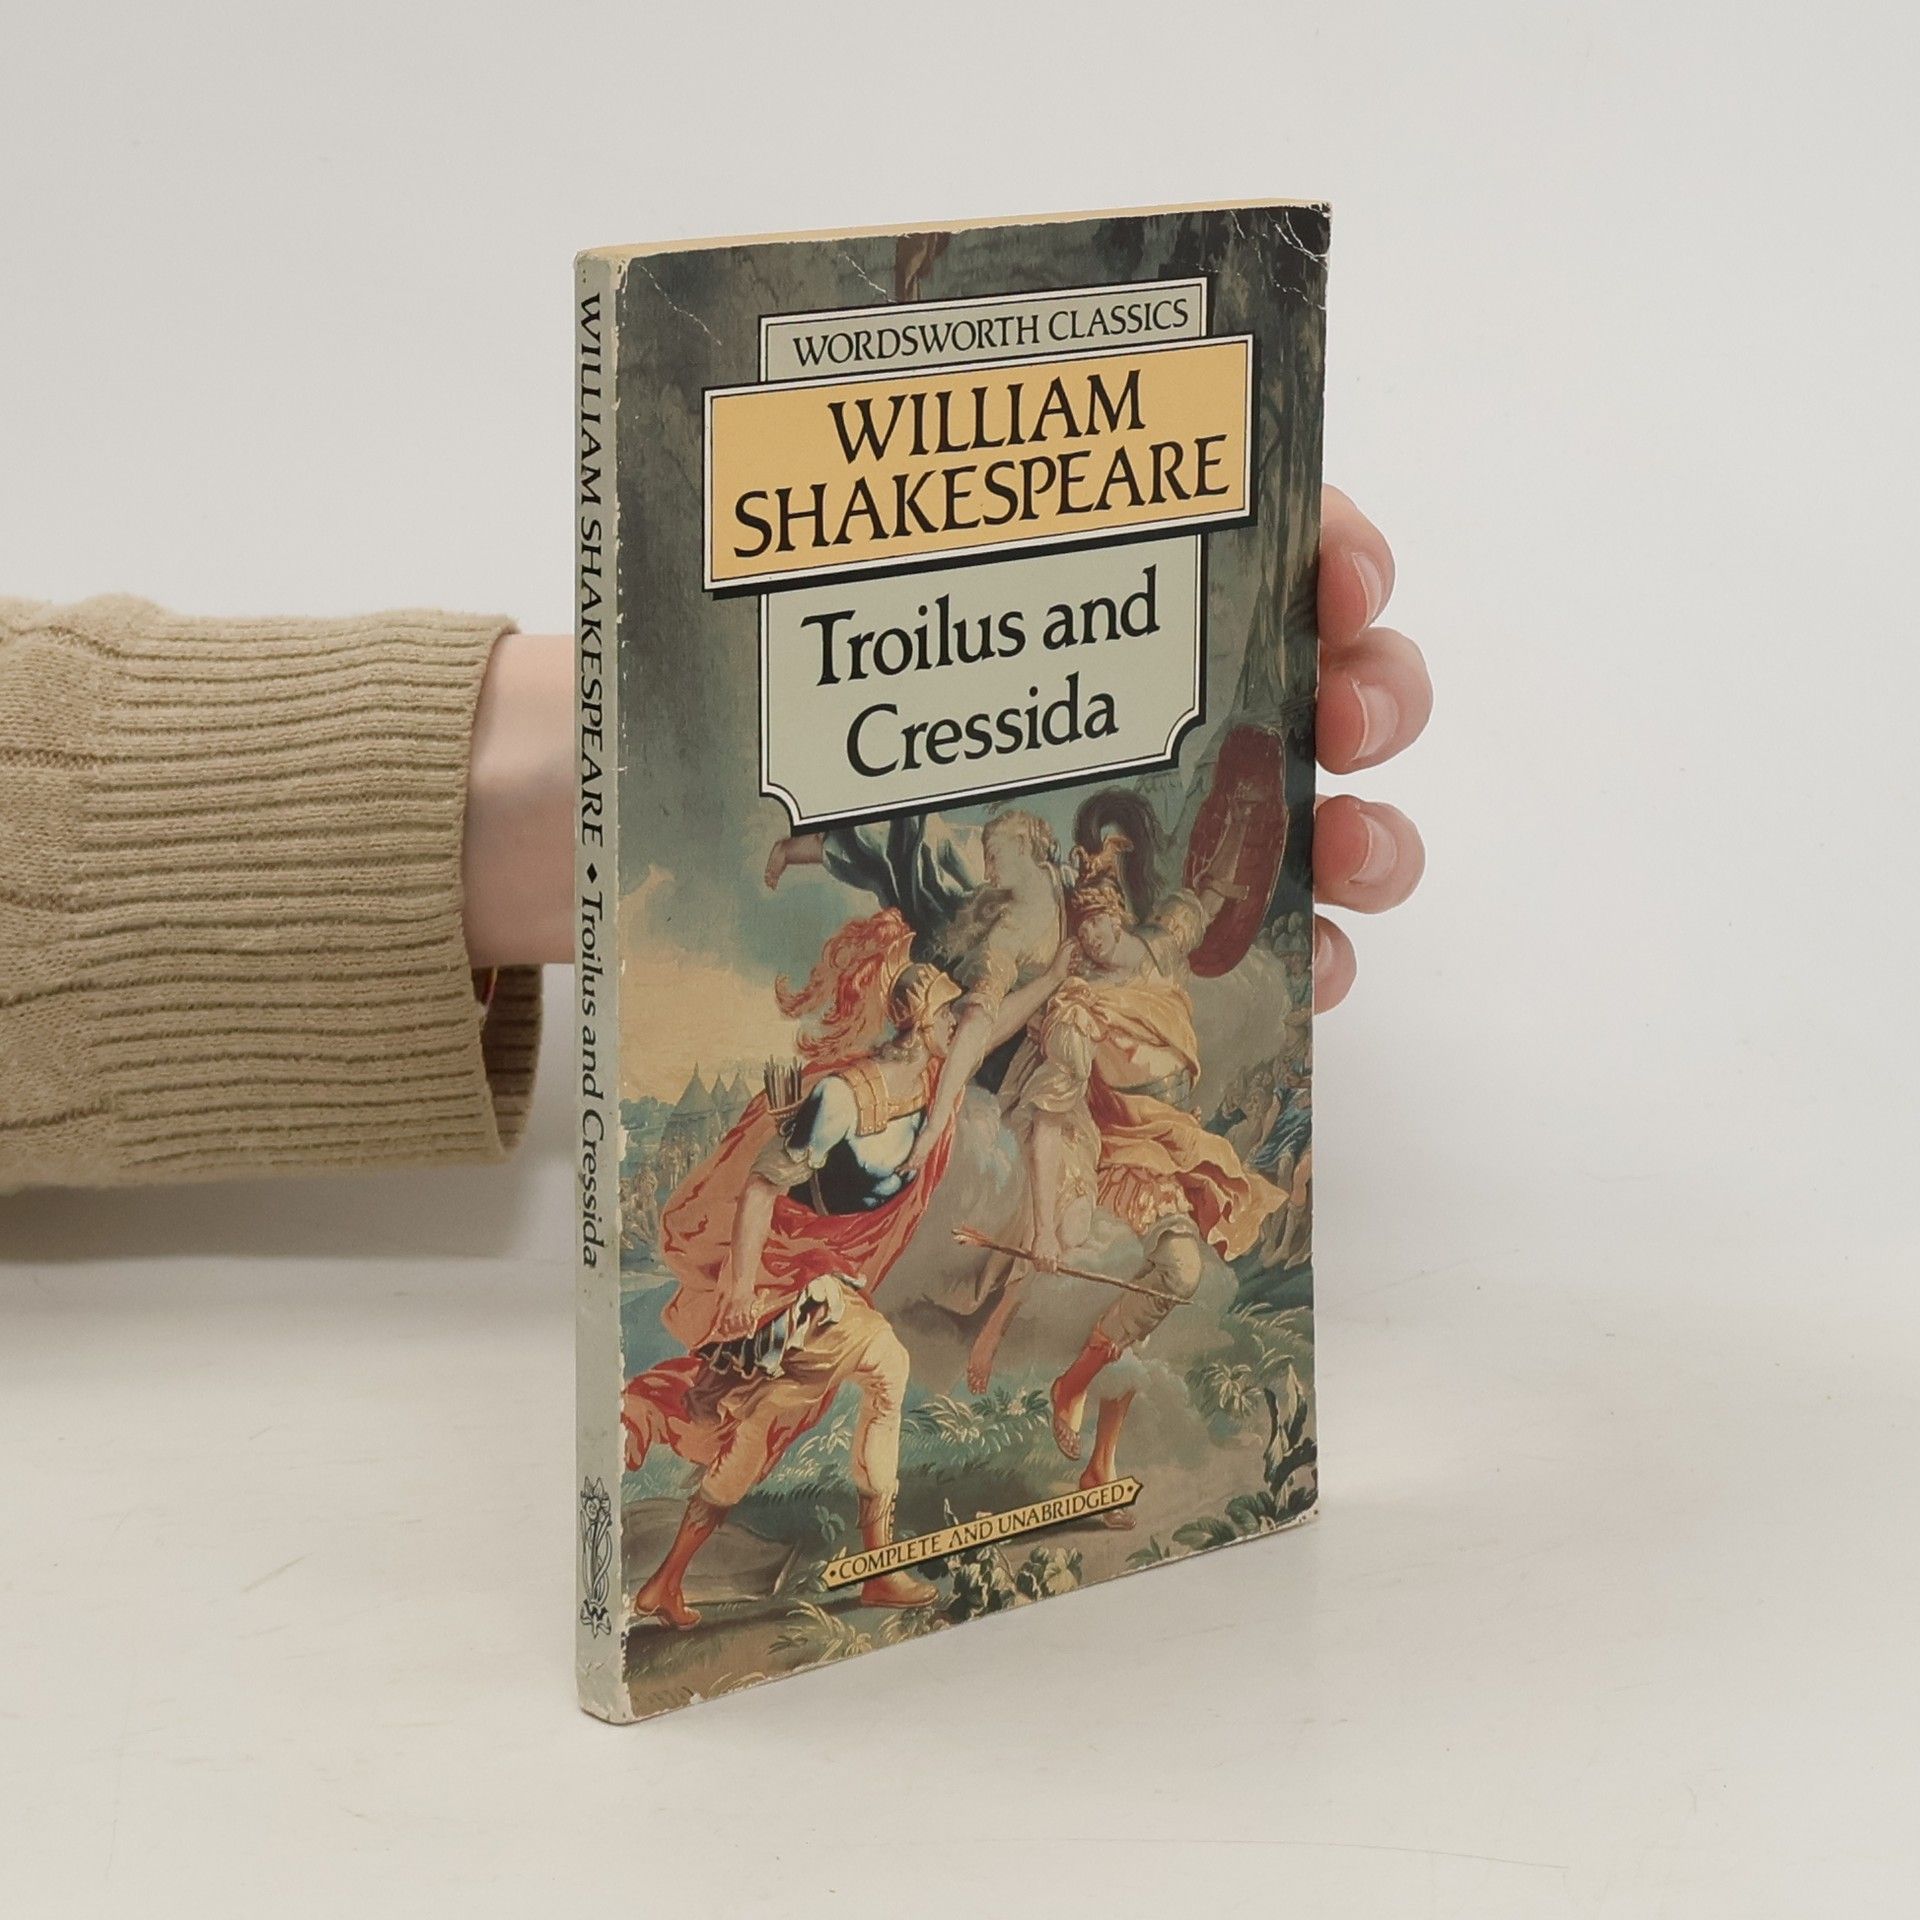 WORDSWORTH CLASSICS
WILLIAM
SHAKESPEARE
Troilus and
Cressida
·COMPLETE AND UNABRIDGED·
WILLIAM SHAKESPEARE ◆ Troilus and Cressida